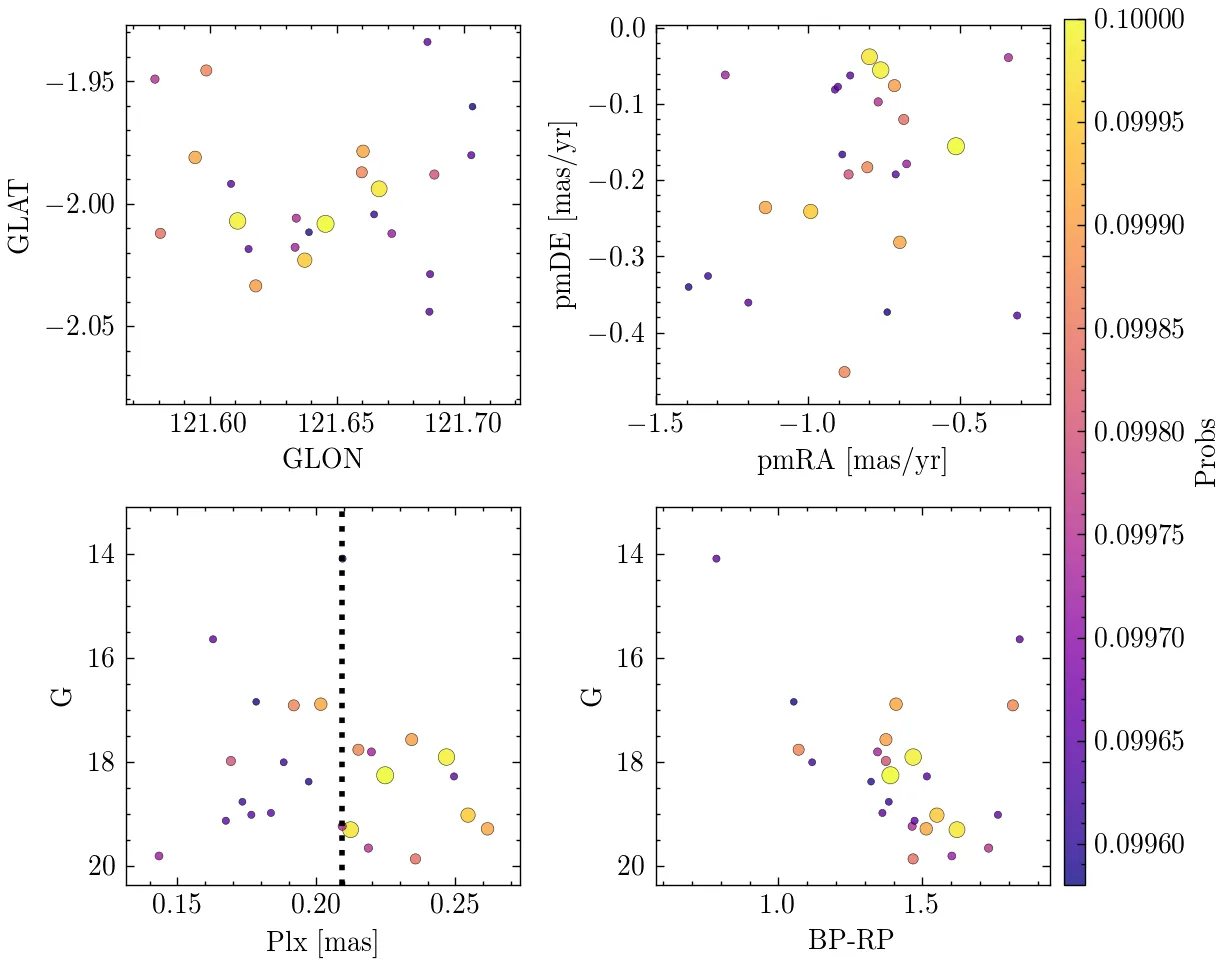 −1.95
−2.00
−2.05
GLAT
121.60 121.65 121.70
GLON
0.0
−0.1
−0.2
−0.3
−0.4
pmDE [mas/yr]
−1.5 −1.0 −0.5
pmRA [mas/yr]
14
16
18
20
G
0.15 0.20 0.25
Plx [mas]
14
16
18
20
G
1.0 1.5
BP-RP
0.10000
0.09995
0.09990
0.09985
0.09980
0.09975
0.09970
0.09965
0.09960
Probs